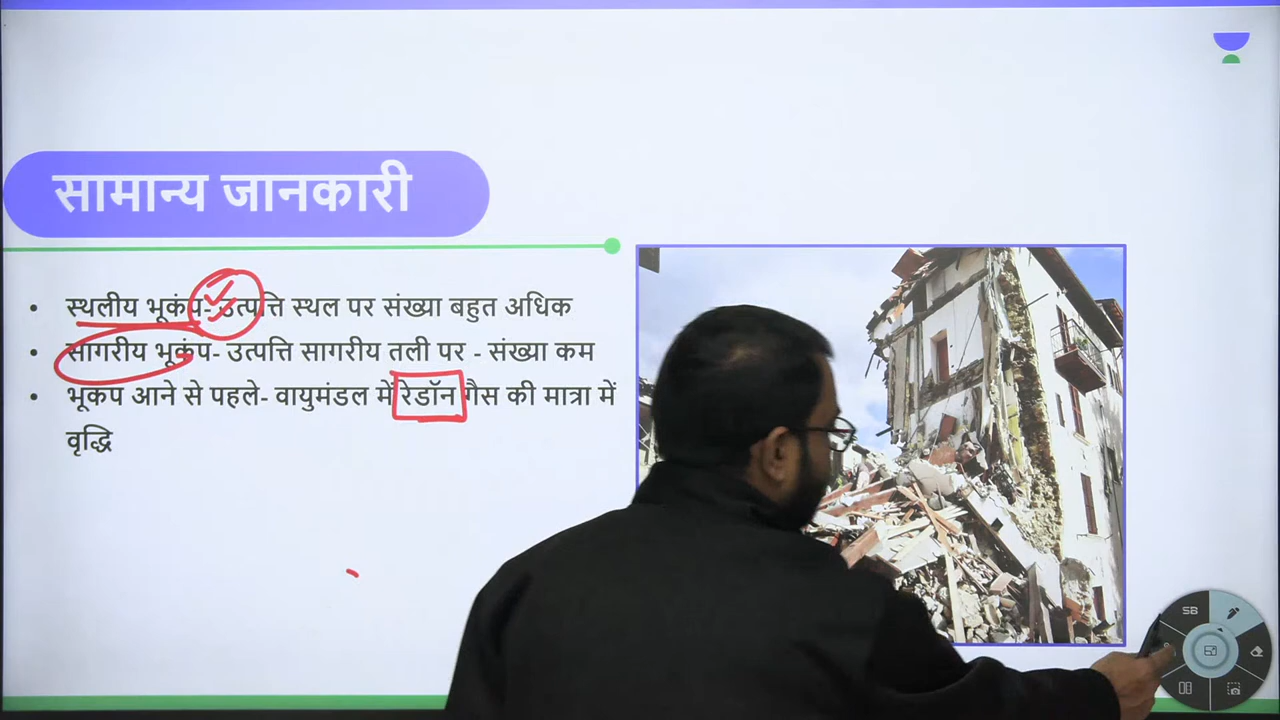 सामान्य जानकारी
• स्थलीय भूकंप- उत्पत्ति स्थल पर संख्या बहुत अधिक
• सागरीय भूकंप- उत्पत्ति सागरीय तली पर - संख्या कम
• भूकप आने से पहले- वायुमंडल में रेडॉन गैस की मात्रा में
वृद्धि
SB